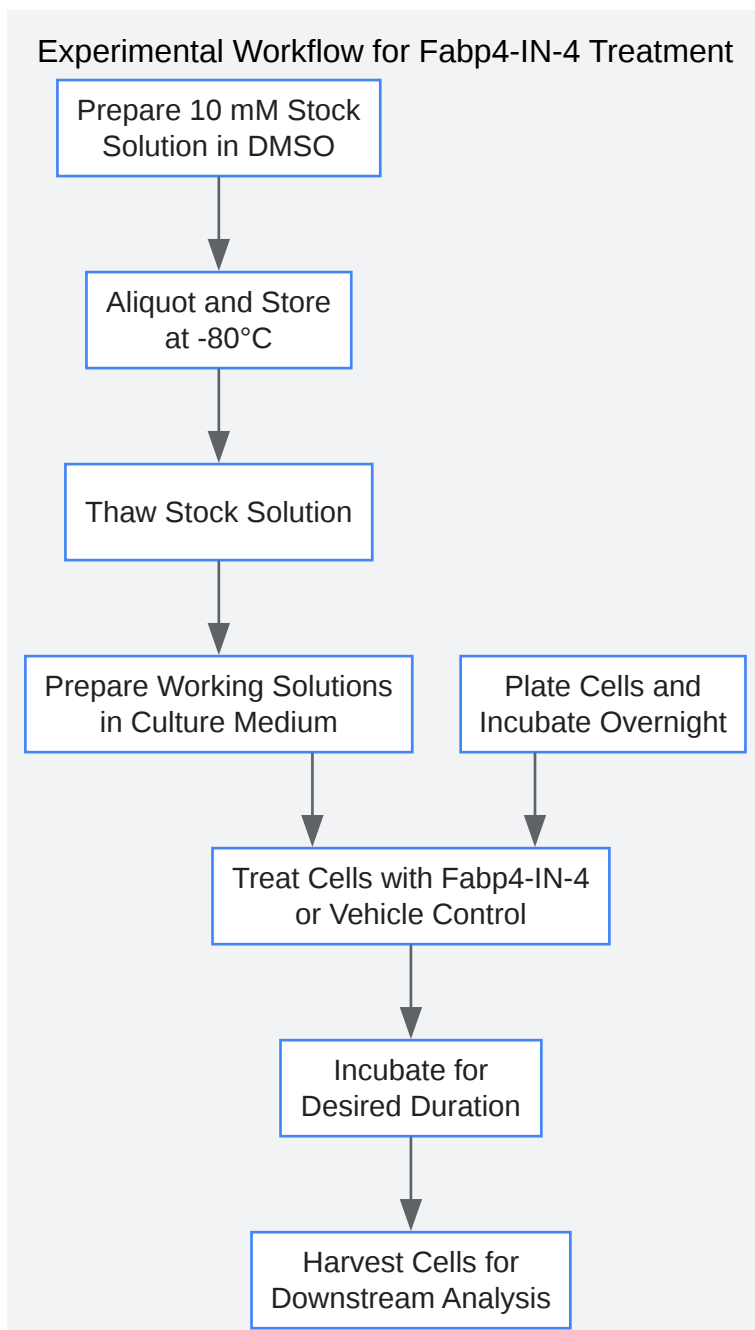 Experimental Workflow for Fabp4-IN-4 Treatment
Prepare 10 mM Stock
Solution in DMSO
Aliquot and Store
at -80°C
Thaw Stock Solution
Prepare Working Solutions
in Culture Medium
Plate Cells and
Incubate Overnight
Treat Cells with Fabp4-IN-4
or Vehicle Control
Incubate for
Desired Duration
Harvest Cells for
Downstream Analysis